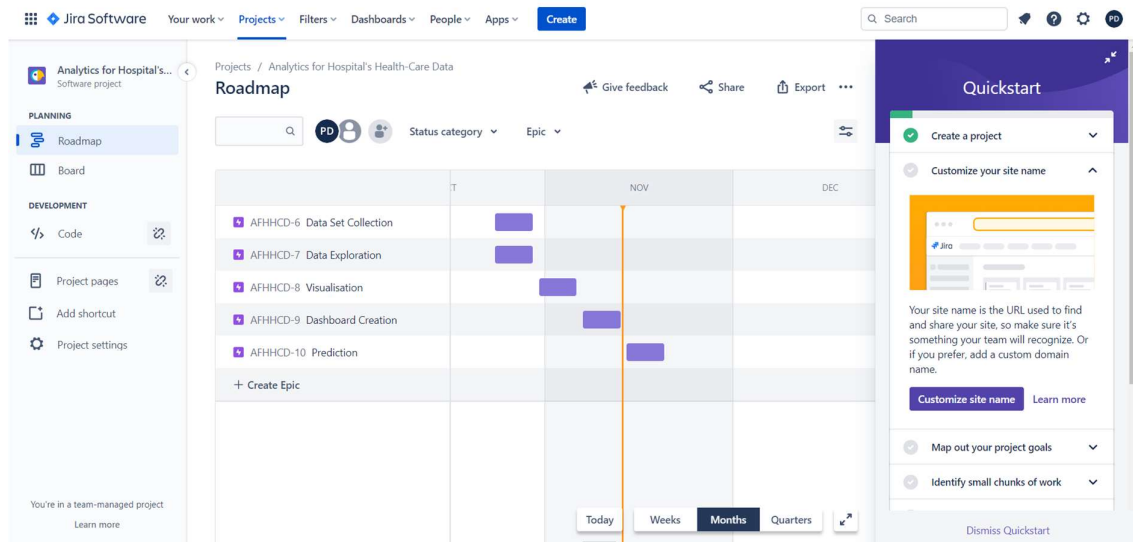 Jira Software
Your work
Projects
Filters
Dashboards
People
Apps
Create
Search
PD
Analytics for Hospital's...
Software project
PLANNING
Roadmap
Board
DEVELOPMENT
Code
Project pages
Add shortcut
Project settings
You're in a team-managed project
Learn more
Projects / Analytics for Hospital's Health-Care Data
Roadmap
Give feedback
Share
Export
PD
Status category
Epic
T
NOV
DEC
AFHHCD-6 Data Set Collection
AFHHCD-7 Data Exploration
AFHHCD-8 Visualisation
AFHHCD-9 Dashboard Creation
AFHHCD-10 Prediction
+ Create Epic
Today
Weeks
Months
Quarters
Quickstart
Create a project
Customize your site name
Jira
Your site name is the URL used to find
and share your site, so make sure it's
something your team will recognize. Or
if you prefer, add a custom domain
name.
Customize site name
Learn more
Map out your project goals
Identify small chunks of work
Dismiss Quickstart